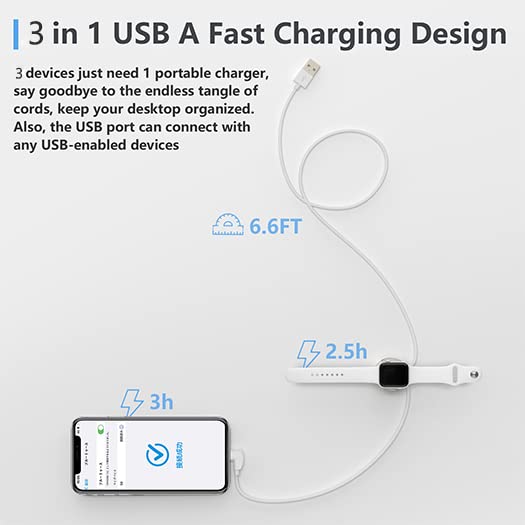 3 in 1 USB A Fast Charging Design
3 devices just need 1 portable charger,
say goodbye to the endless tangle of
cords, keep your desktop organized.
Also, the USB port can connect with
any USB-enabled devices
6.6FT
2.5h
3h
接続成功